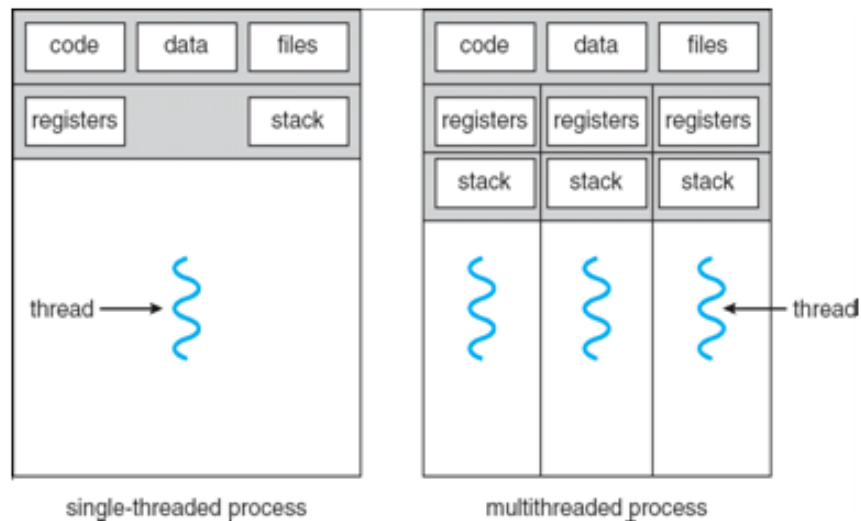 code data files code data files
registers stack registers registers registers
stack stack stack
thread thread
single-threaded process multithreaded process